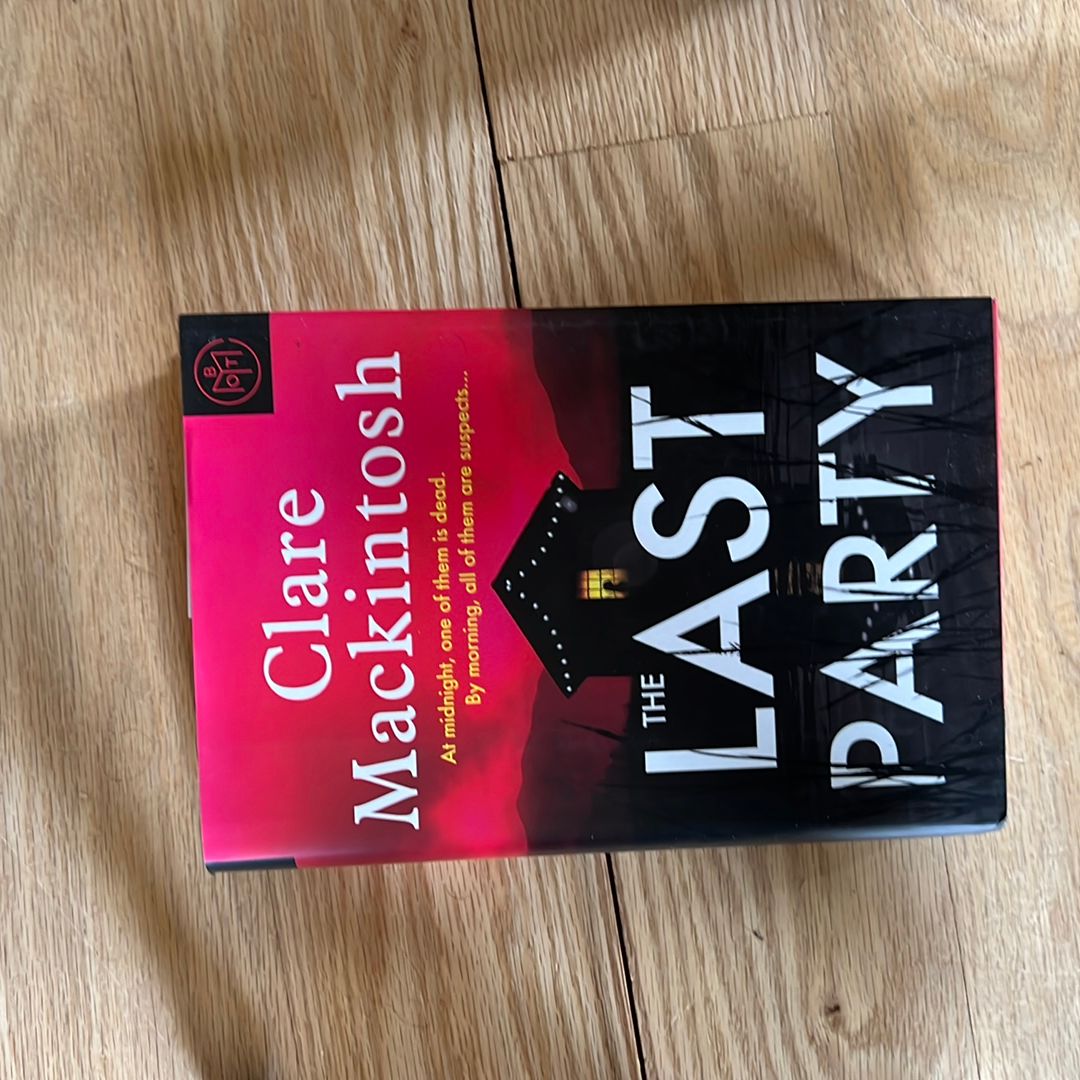 BOTM
Clare
Mackintosh
At midnight, one of them is dead.
By morning, all of them are suspects...
THE
LAST
PARTY